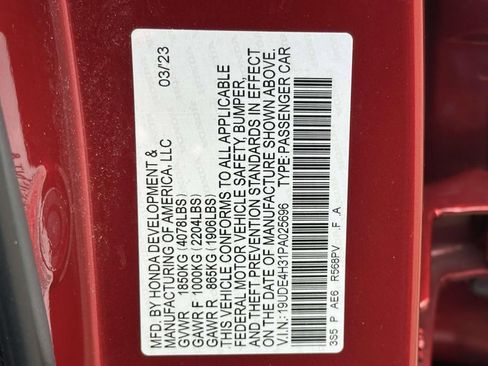 MFD. BY HONDA DEVELOPMENT & 03/23
MANUFACTURING OF AMERICA, LLC
GVWR 1850KG (4078LBS)
GAWR F 1000KG (2204LBS)
GAWR R 865KG (1906LBS)
THIS VEHICLE CONFORMS TO ALL APPLICABLE
FEDERAL MOTOR VEHICLE SAFETY, BUMPER,
AND THEFT PREVENTION STANDARDS IN EFFECT
ON THE DATE OF MANUFACTURE SHOWN ABOVE.
V.I.N.: 19UDE4H31PA025696 TYPE:PASSENGER CAR
3S5 P AE6 R568PV .F .A